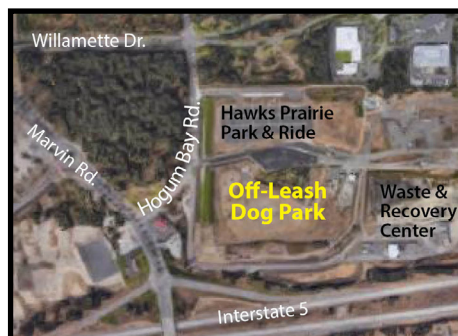 Willamette Dr.
Marvin Rd.
Hogum Bay Rd.
Hawks Prairie
Park & Ride
Off-Leash
Dog Park
Waste &
Recovery
Center
Interstate 5